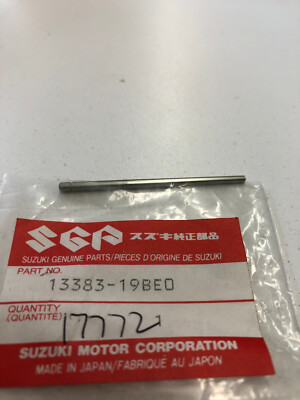 SGP スズキ純正部品
SUZUKI GENUINE PARTS/PIECES D'ORIGINE DE SUZUKI
PART NO.
13383-19BE0
QUANTITY
(QUANTITE)
17772
SUZUKI MOTOR CORPORATION
MADE IN JAPAN/FABRIQUÉ AU JAPON